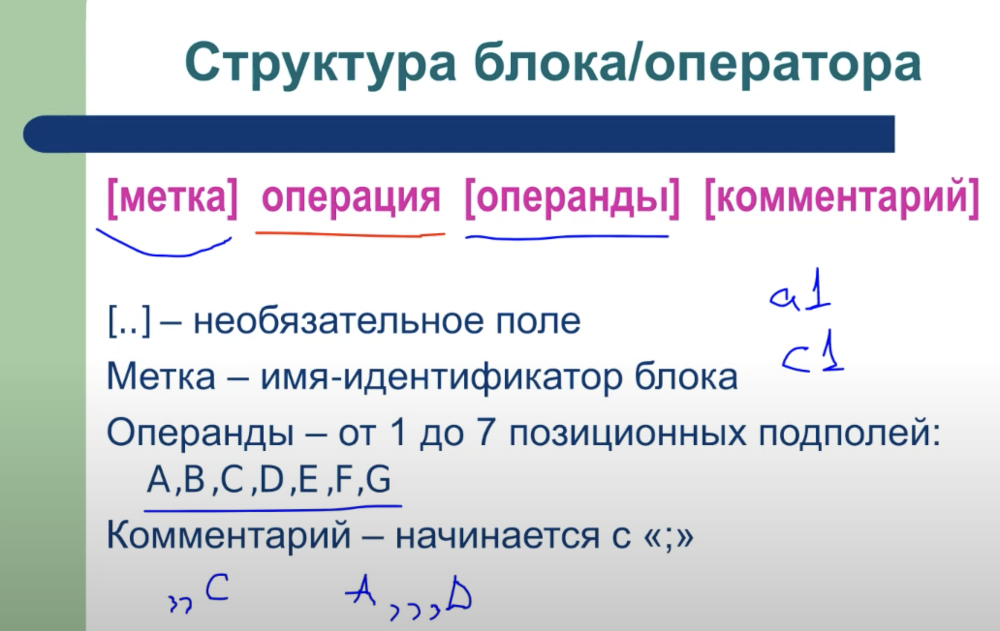 Структура блока/оператора
[метка] операция [операнды] [комментарий]
a1
[..] – необязательное поле
c1
Метка – имя-идентификатор блока
Операнды – от 1 до 7 позиционных подполей:
A,B,C,D,E,F,G
Комментарий – начинается с «;»
,,C A,,,D